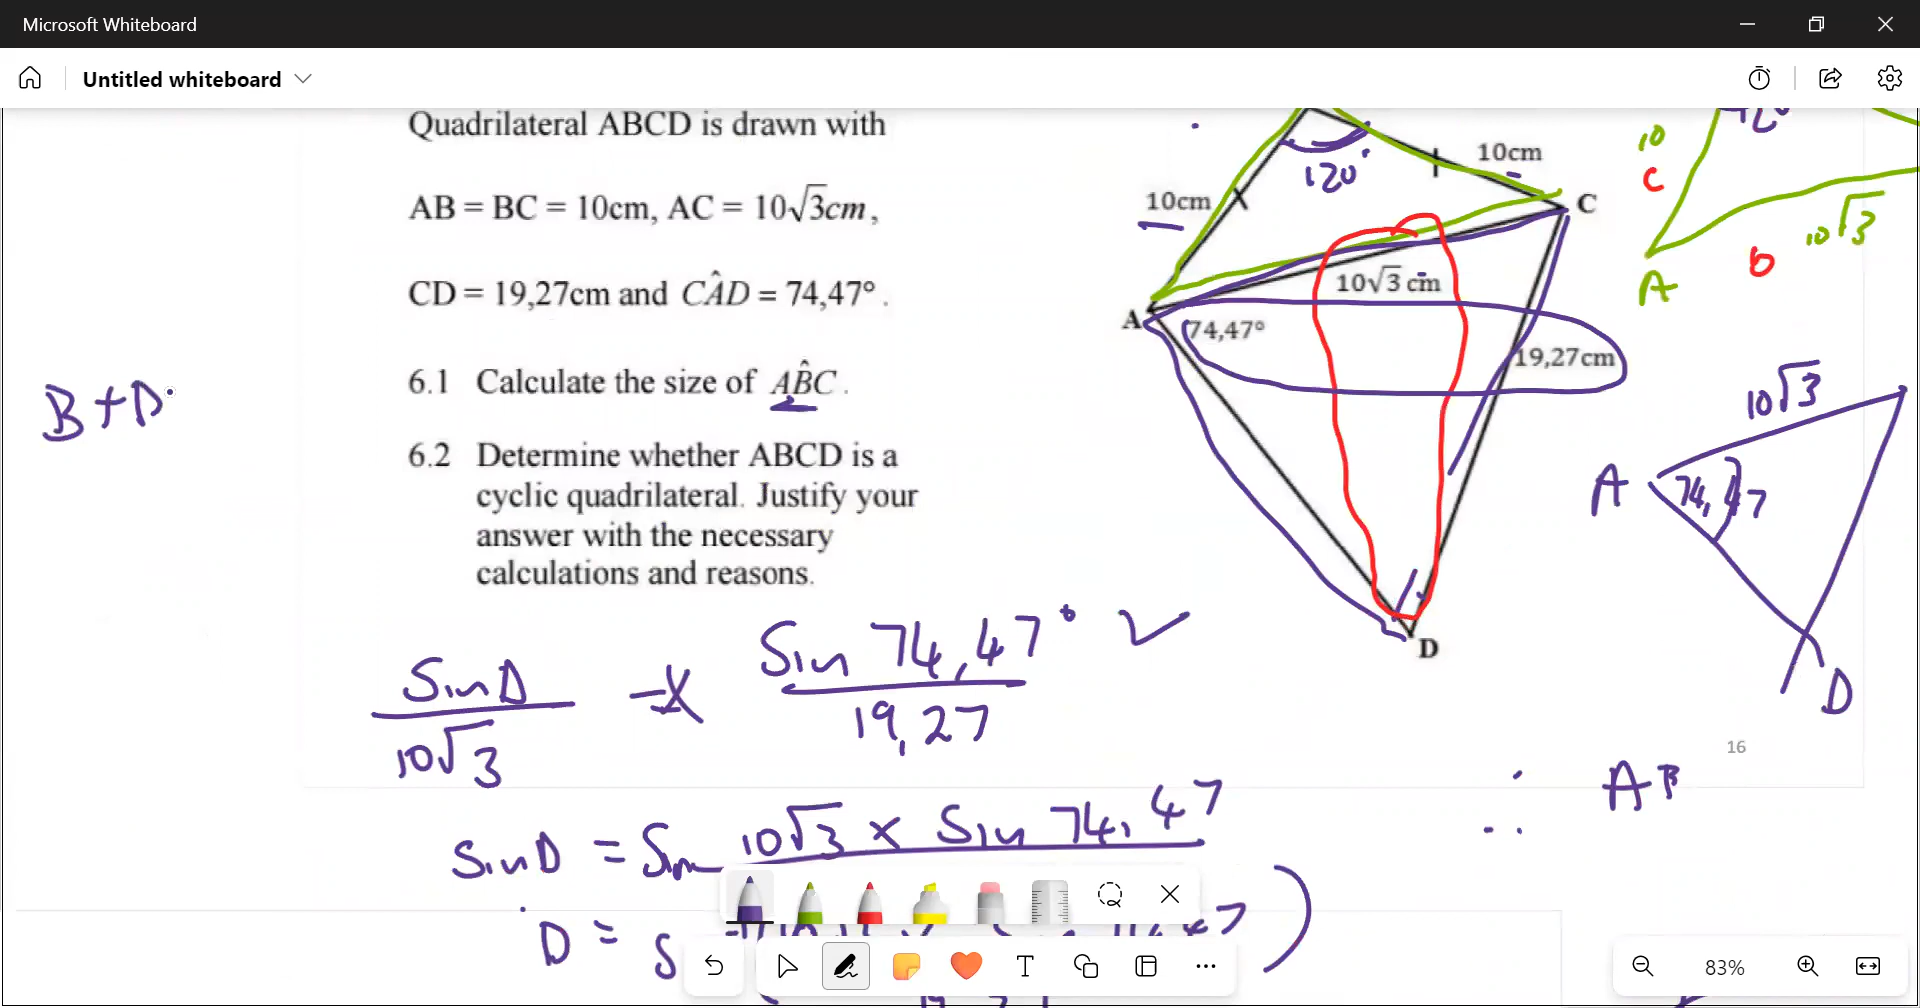 Microsoft Whiteboard
Untitled whiteboard
Quadrilateral ABCD is drawn with
AB = BC = 10cm, AC = 10√3cm,
CD = 19,27cm and CÂD = 74,47°.
6.1 Calculate the size of AB̂C.
6.2 Determine whether ABCD is a
cyclic quadrilateral. Justify your
answer with the necessary
calculations and reasons.
B + D
10cm
10cm
120°
C
A
10√3 cm
74,47°
19,27cm
D
10
C
A
b
10√3
10√3
A
74,47
D
16
Sin D / 10√3 = Sin 74,47° / 19,27
Sin D = Sin 10√3 × Sin 74,47
D =
∴ AB
83%